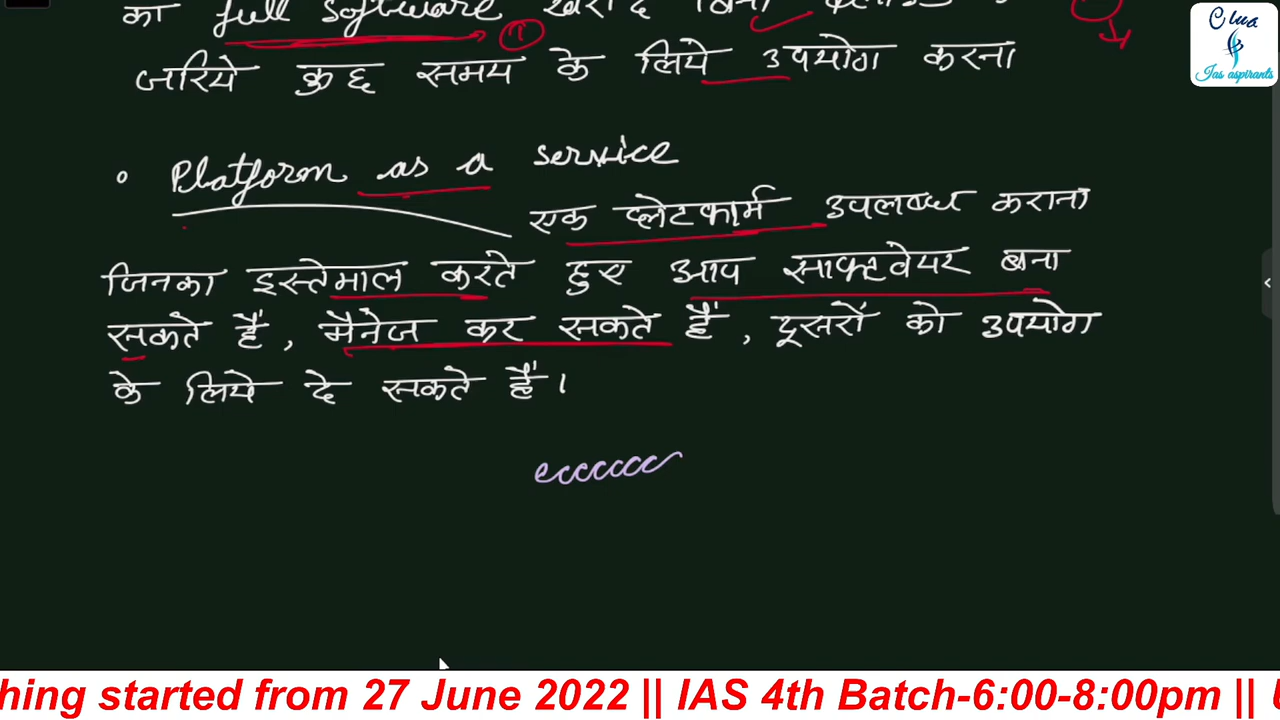 का full software खरीदे बिना
जरिये कुछ समय के लिये उपयोग करना
Clua
Ias aspirants
• Platform as a service
एक प्लेटफार्म उपलब्ध कराना
जिनका इस्तेमाल करते हुए आप साफ्टवेयर बना
सकते हैं, मैनेज कर सकते हैं, दूसरों को उपयोग
के लिये दे सकते हैं।
hing started from 27 June 2022 || IAS 4th Batch-6:00-8:00pm || U